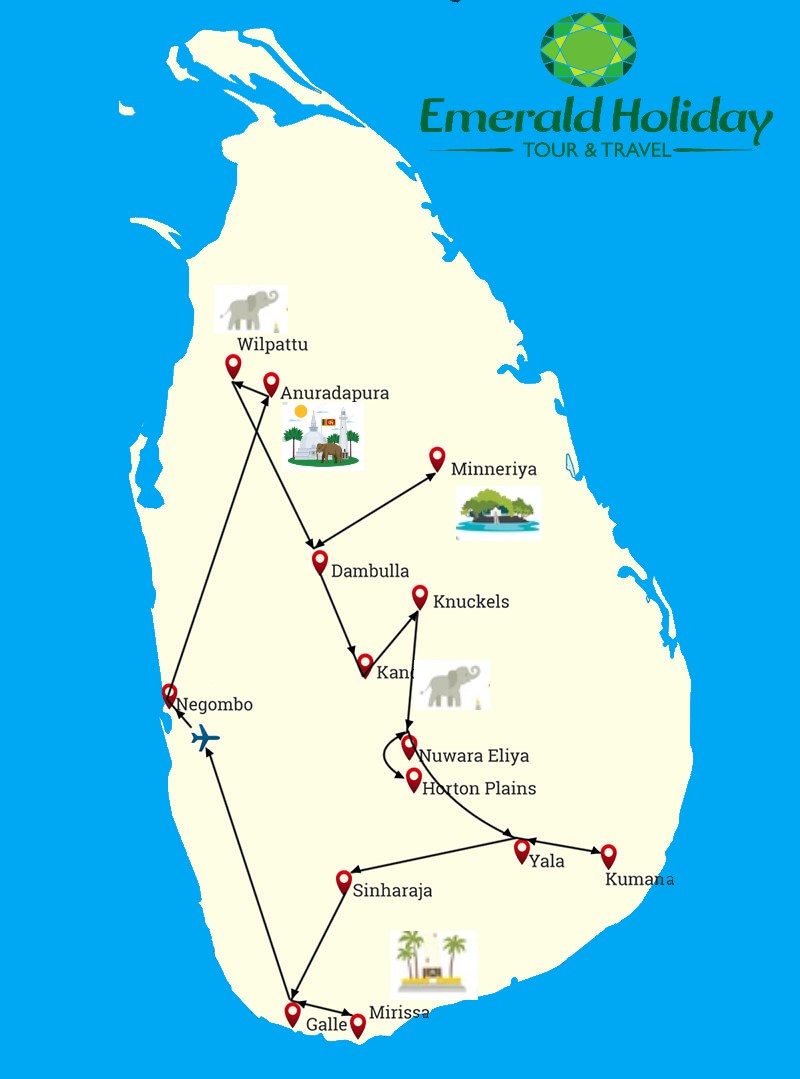 Emerald Holiday
TOUR & TRAVEL
Wilpattu
Anuradapura
Minneriya
Dambulla
Knuckels
Kan
Negombo
Nuwara Eliya
Horton Plains
Yala
Kumana
Sinharaja
Mirissa
Galle